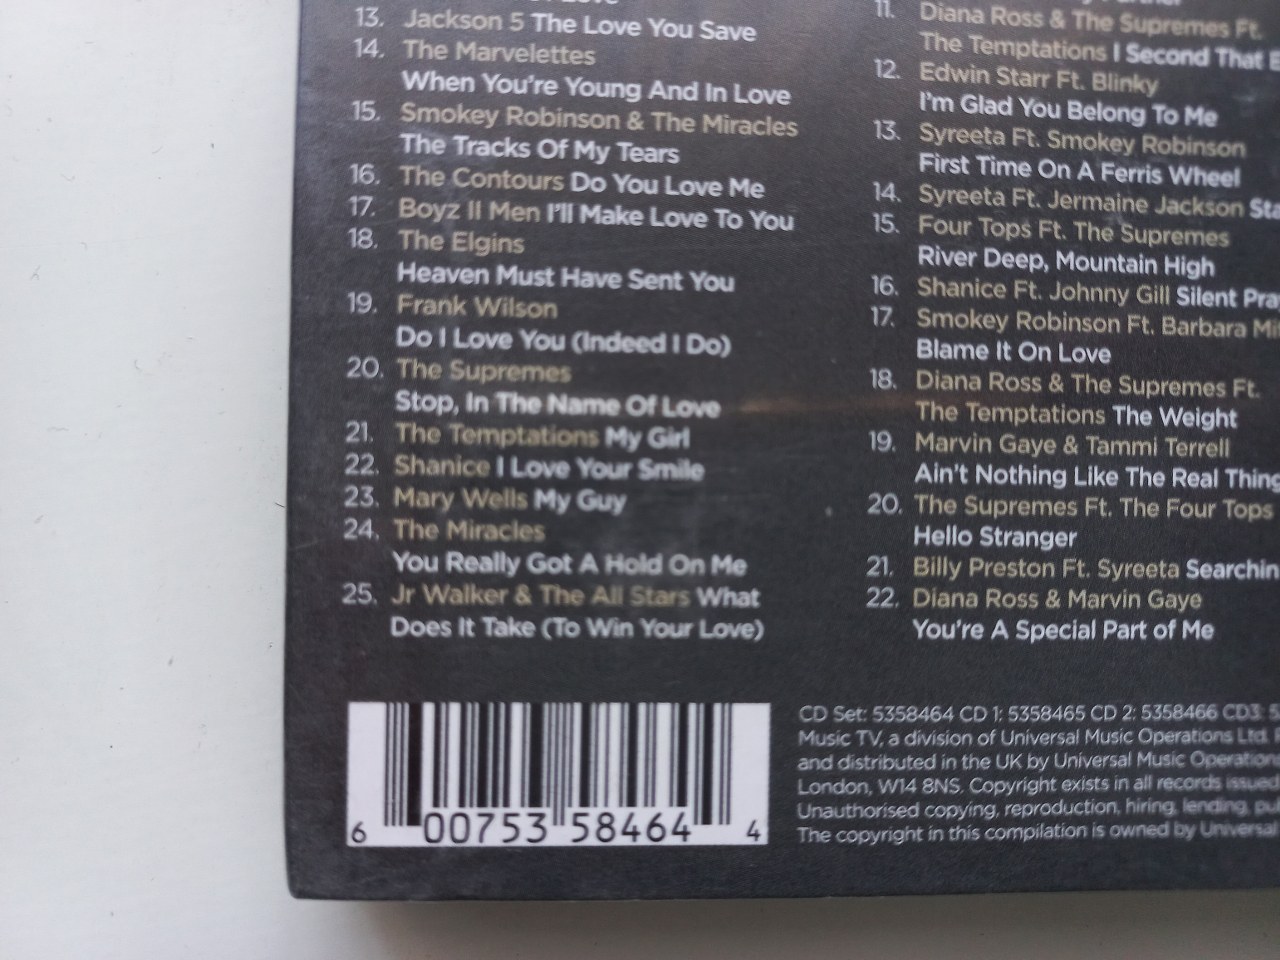 13. Jackson 5 The Love You Save
14. The Marvelettes
When You're Young And In Love
15. Smokey Robinson & The Miracles
The Tracks Of My Tears
16. The Contours Do You Love Me
17. Boyz II Men I'll Make Love To You
18. The Elgins
Heaven Must Have Sent You
19. Frank Wilson
Do I Love You (Indeed I Do)
20. The Supremes
Stop, In The Name Of Love
21. The Temptations My Girl
22. Shanice I Love Your Smile
23. Mary Wells My Guy
24. The Miracles
You Really Got A Hold On Me
25. Jr Walker & The All Stars What
Does It Take (To Win Your Love)
11. Diana Ross & The Supremes Ft.
The Temptations I Second That
12. Edwin Starr Ft. Blinky
I'm Glad You Belong To Me
13. Syreeta Ft. Smokey Robinson
First Time On A Ferris Wheel
14. Syreeta Ft. Jermaine Jackson
15. Four Tops Ft. The Supremes
River Deep, Mountain High
16. Shanice Ft. Johnny Gill Silent
17. Smokey Robinson Ft. Barbara
Blame It On Love
18. Diana Ross & The Supremes Ft.
The Temptations The Weight
19. Marvin Gaye & Tammi Terrell
Ain't Nothing Like The Real Thing
20. The Supremes Ft. The Four Tops
Hello Stranger
21. Billy Preston Ft. Syreeta Searchin
22. Diana Ross & Marvin Gaye
You're A Special Part of Me
6 00753 58464 4
CD Set: 5358464 CD 1: 5358465 CD 2: 5358466 CD3:
Music TV, a division of Universal Music Operations Ltd.
and distributed in the UK by Universal Music
London, W14 8NS. Copyright exists in all records issued
Unauthorised copying, reproduction, hiring, lending,
The copyright in this compilation is owned by Universal